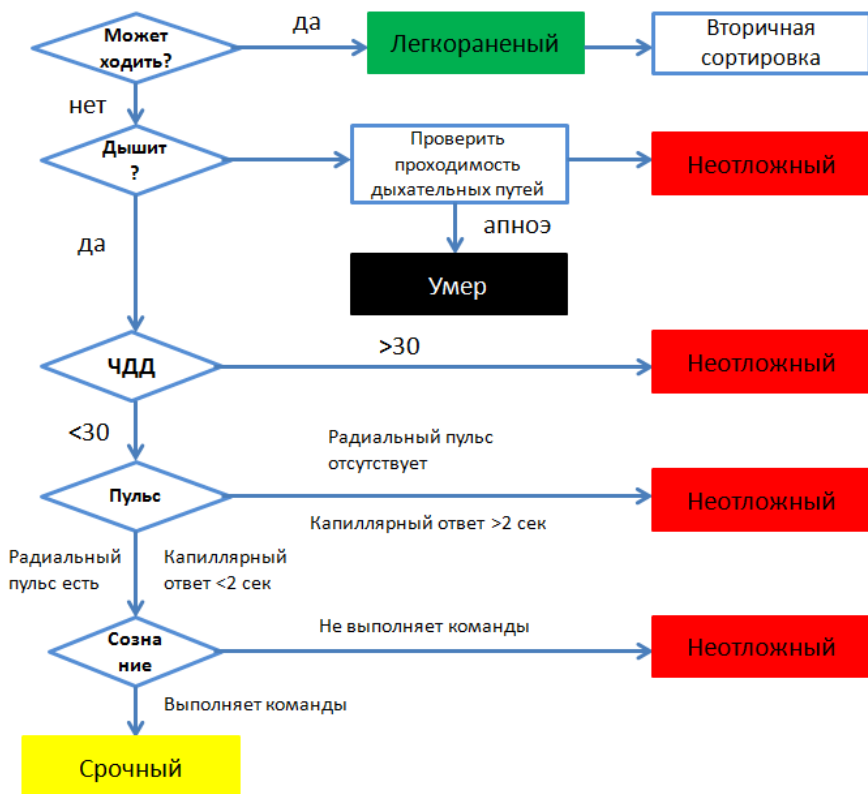 Может
ходить?
да
Легкораненый
Вторичная
сортировка
нет
Дышит
?
Проверить
проходимость
дыхательных путей
Неотложный
апноэ
да
Умер
ЧДД
>30
Неотложный
<30
Радиальный пульс
отсутствует
Пульс
Неотложный
Капиллярный ответ >2 сек
Радиальный
пульс есть
Капиллярный
ответ <2 сек
Созна
ние
Не выполняет команды
Неотложный
Выполняет команды
Срочный